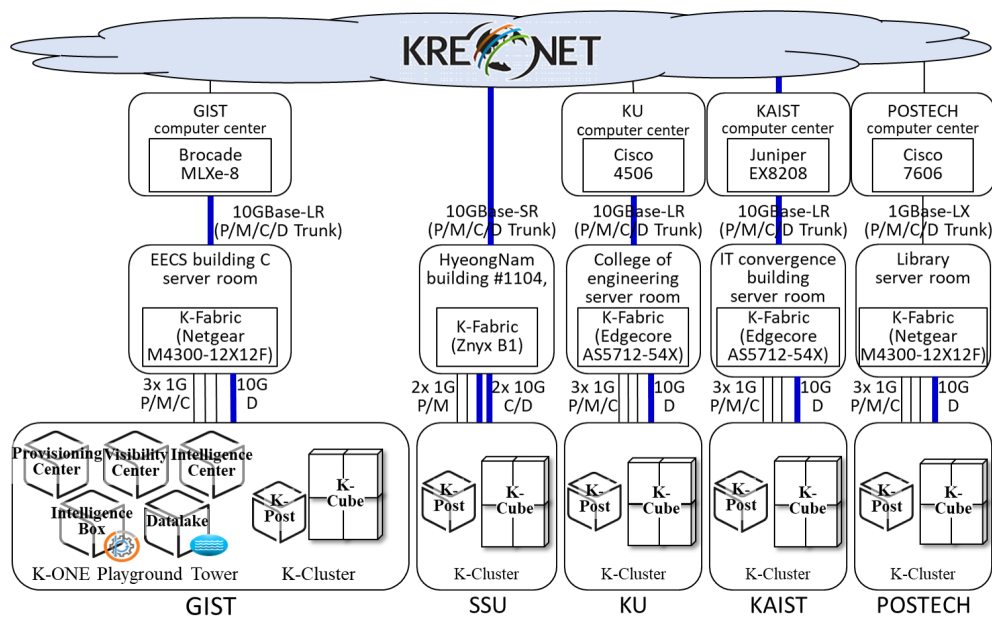 KREONET
GIST
computer center
Brocade
MLXe-8
KU
computer center
Cisco
4506
KAIST
computer center
Juniper
EX8208
POSTECH
computer center
Cisco
7606
10GBase-LR
(P/M/C/D Trunk)
10GBase-SR
(P/M/C/D Trunk)
10GBase-LR
(P/M/C/D Trunk)
10GBase-LR
(P/M/C/D Trunk)
1GBase-LX
(P/M/C/D Trunk)
EECS building C
server room
K-Fabric
(Netgear
M4300-12X12F)
HyeongNam
building #1104,
K-Fabric
(Znyx B1)
College of
engineering
server room
K-Fabric
(Edgecore
AS5712-54X)
IT convergence
building
server room
K-Fabric
(Edgecore
AS5712-54X)
Library
server room
K-Fabric
(Netgear
M4300-12X12F)
3x 1G
P/M/C
10G
D
2x 1G
P/M
2x 10G
C/D
3x 1G
P/M/C
10G
D
3x 1G
P/M/C
10G
D
3x 1G
P/M/C
10G
D
Provisioning
Center
Visibility
Center
Intelligence
Center
Intelligence
Box
Datalake
K-ONE Playground Tower
K-
Post
K-
Cube
K-Cluster
K-
Post
K-
Cube
K-Cluster
K-
Post
K-
Cube
K-Cluster
K-
Post
K-
Cube
K-Cluster
K-
Post
K-
Cube
K-Cluster
GIST
SSU
KU
KAIST
POSTECH